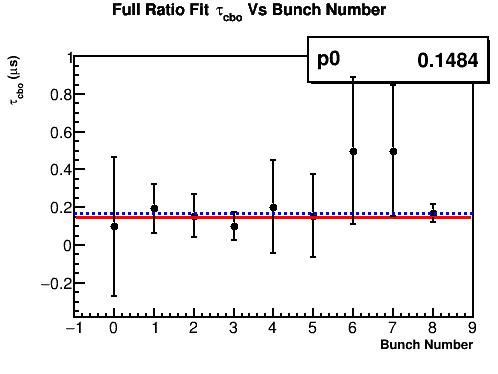 Full Ratio Fit τcbo Vs Bunch Number
p0 0.1484
τcbo (μs)
1
0.8
0.6
0.4
0.2
0
−0.2
−1 0 1 2 3 4 5 6 7 8 9
Bunch Number